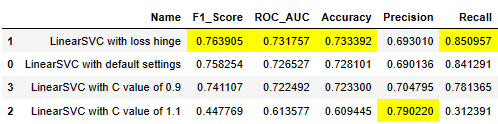 Name F1_Score ROC_AUC Accuracy Precision Recall
1 LinearSVC with loss hinge 0.763905 0.731757 0.733392 0.693010 0.850957
0 LinearSVC with default settings 0.758254 0.726527 0.728101 0.690136 0.841291
3 LinearSVC with C value of 0.9 0.741107 0.722492 0.723300 0.704795 0.781365
2 LinearSVC with C value of 1.1 0.447769 0.613577 0.609445 0.790220 0.312391